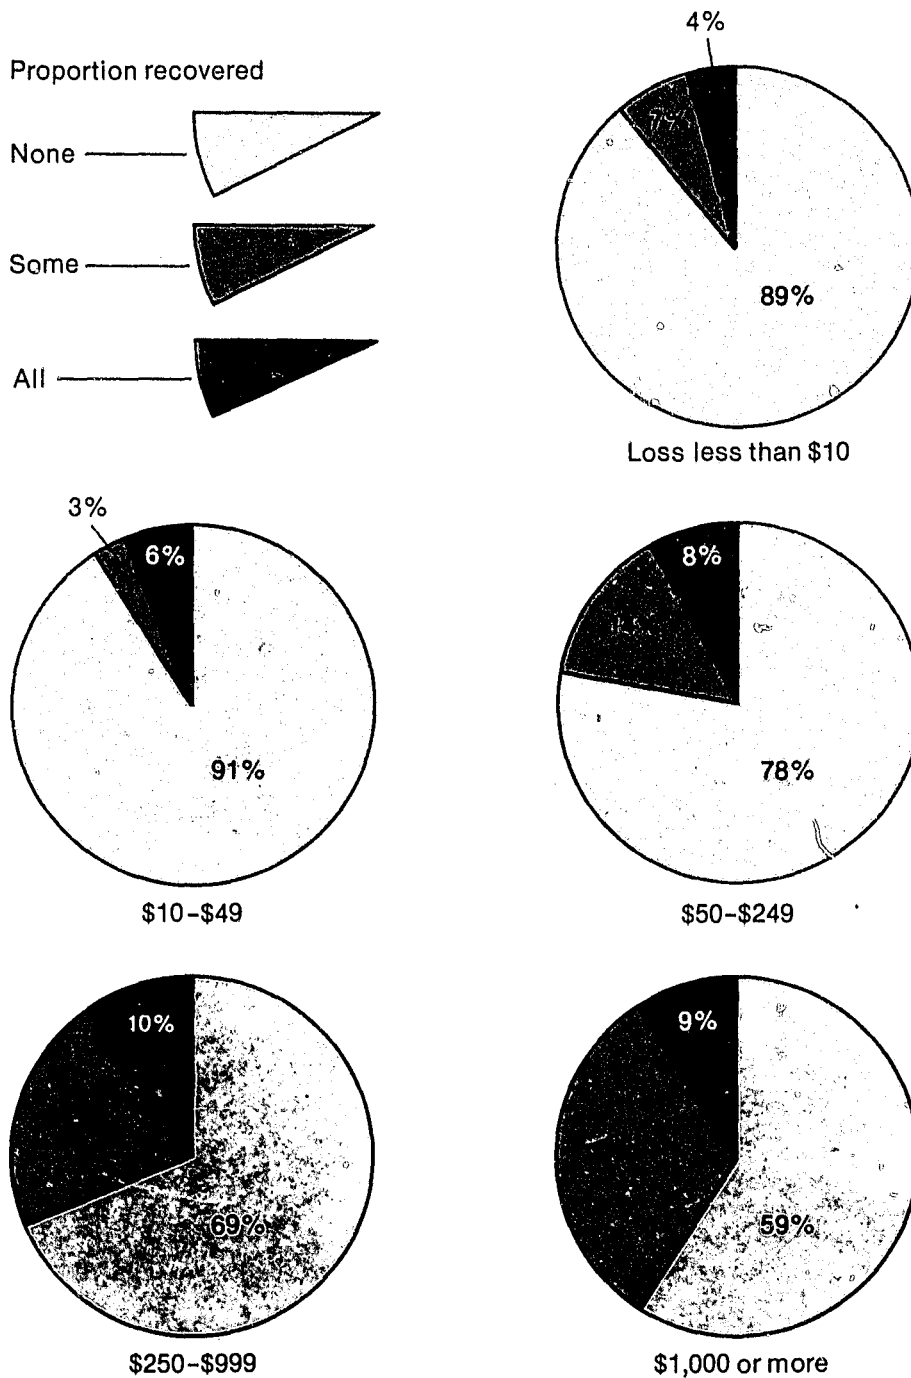 4%
Proportion recovered
None
Some
All
89%
Loss less than $10
3%
6%
91%
$10-$49
8%
78%
$50-$249
10%
69%
$250-$999
9%
59%
$1,000 or more